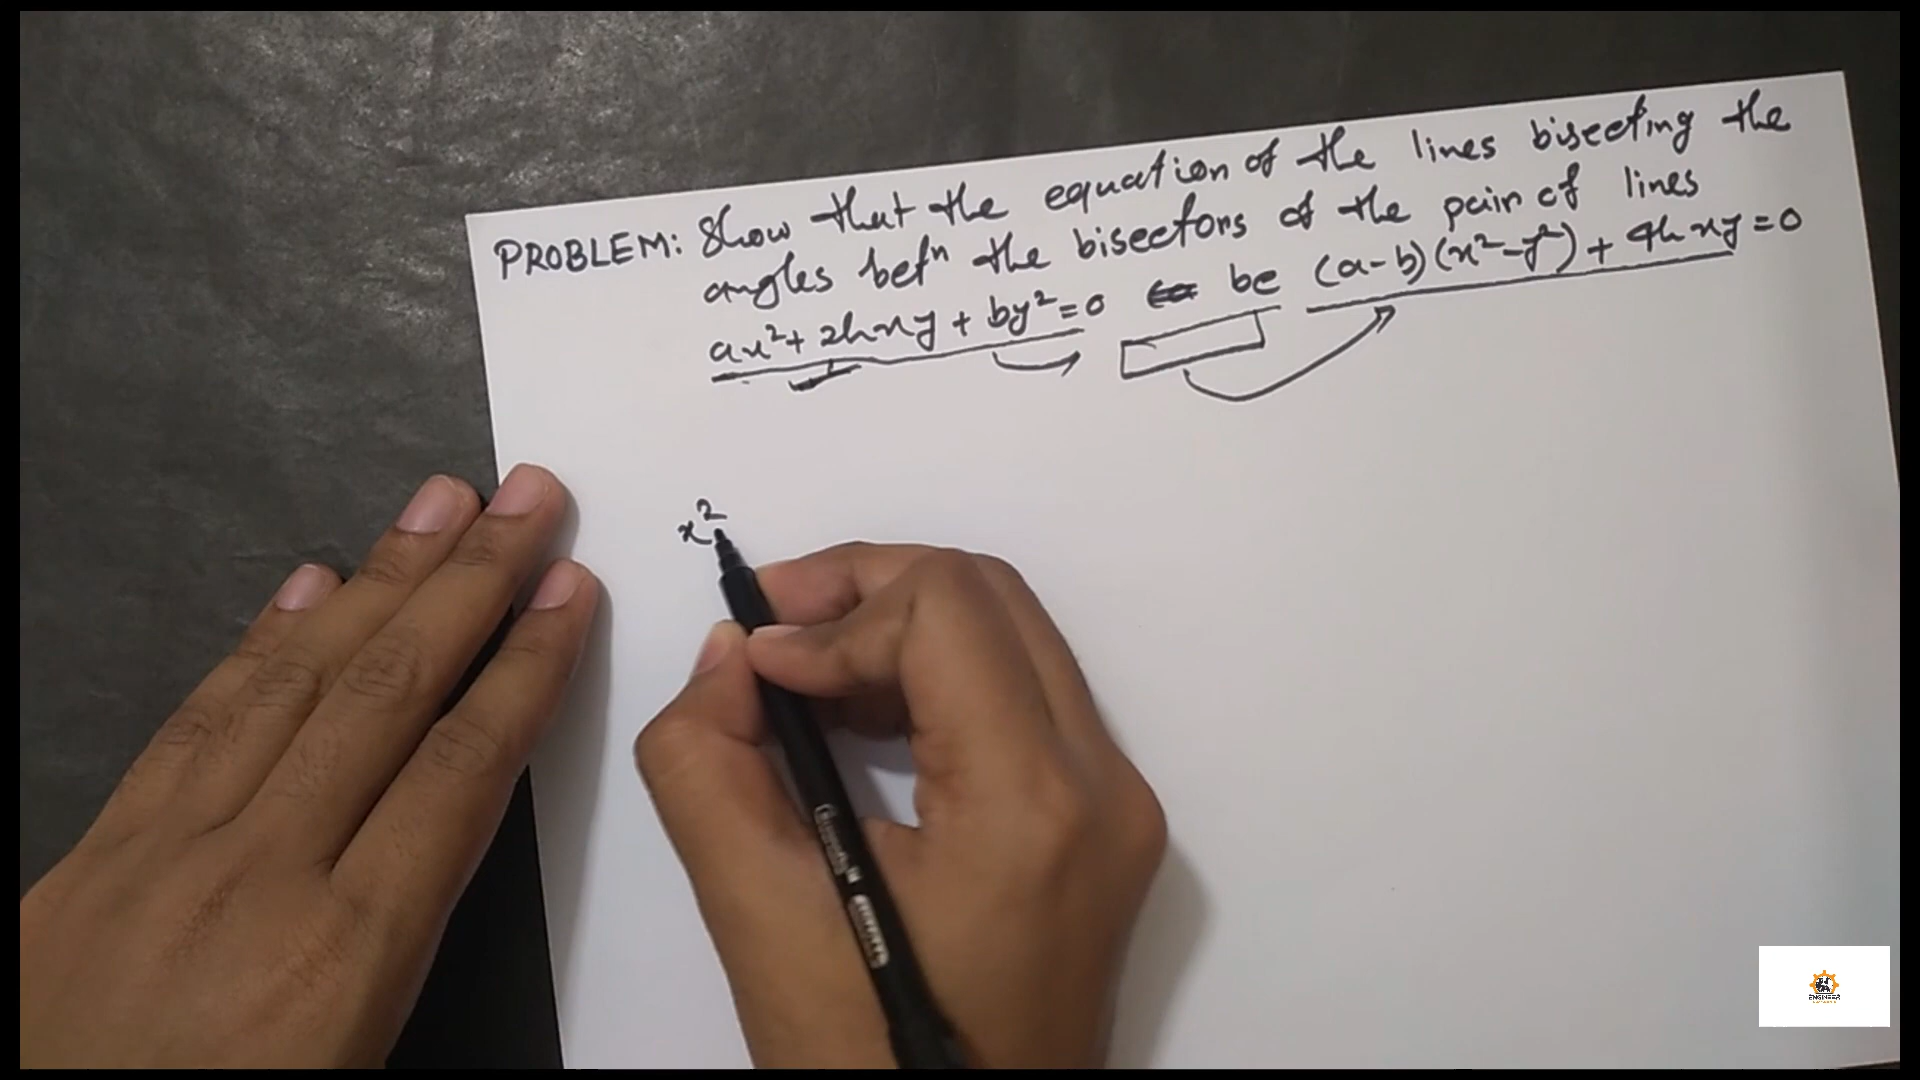 PROBLEM: Show that the equation of the lines bisecting the
angles betⁿ the bisectors of the pair of lines
ax²+2hxy+by²=0 be (a-b)(x²-y²)+4hxy=0
x²
ENGINEER